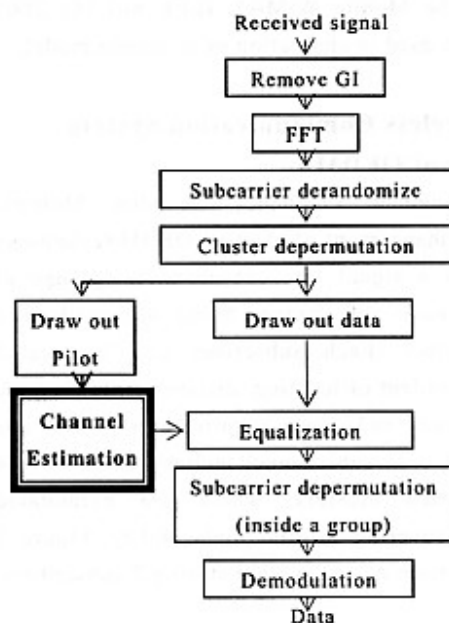 Received signal
Remove GI
FFT
Subcarrier derandomize
Cluster depermutation
Draw out
Pilot
Draw out data
Channel
Estimation
Equalization
Subcarrier depermutation
(inside a group)
Demodulation
Data